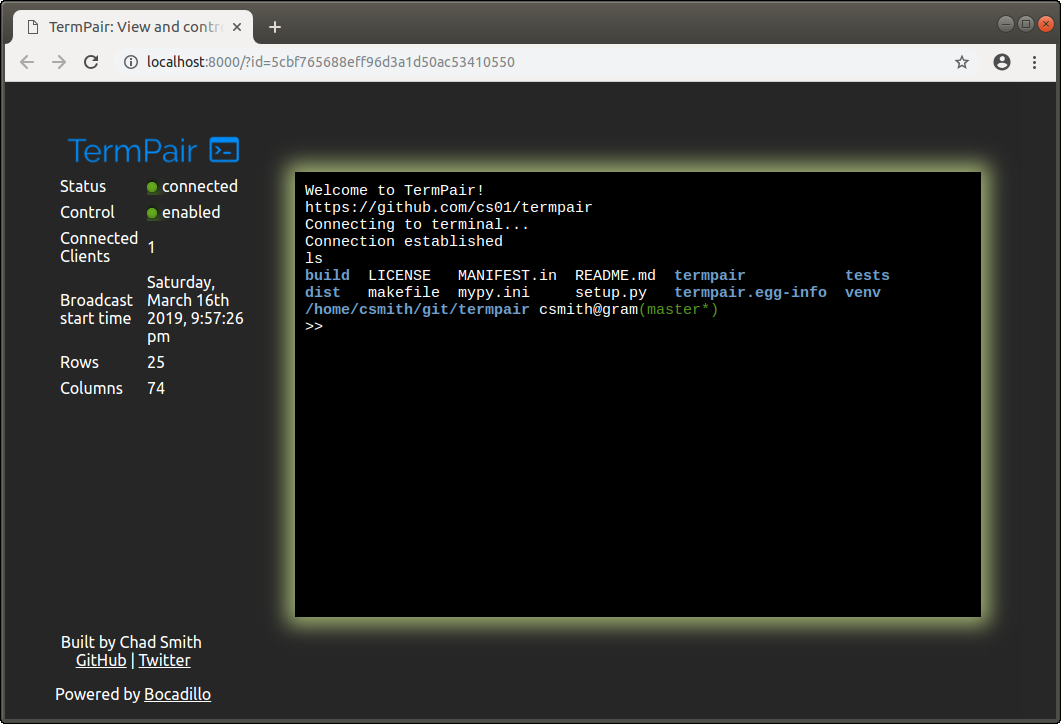 TermPair: View and contr
localhost:8000/?id=5cbf765688eff96d3a1d50ac53410550
TermPair
Status connected
Control enabled
Connected
Clients 1
Broadcast
start time Saturday,
March 16th
2019, 9:57:26
pm
Rows 25
Columns 74
Welcome to TermPair!
https://github.com/cs01/termpair
Connecting to terminal...
Connection established
ls
build LICENSE MANIFEST.in README.md termpair tests
dist makefile mypy.ini setup.py termpair.egg-info venv
/home/csmith/git/termpair csmith@gram(master*)
>>
Built by Chad Smith
GitHub | Twitter
Powered by Bocadillo